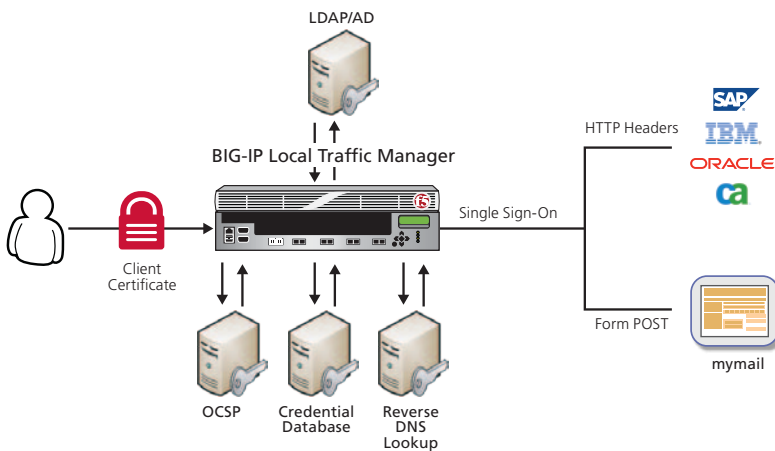 LDAP/AD
BIG-IP Local Traffic Manager
f5
Client
Certificate
Single Sign-On
HTTP Headers
SAP
IBM
ORACLE
ca
Form POST
mymail
OCSP
Credential
Database
Reverse
DNS
Lookup